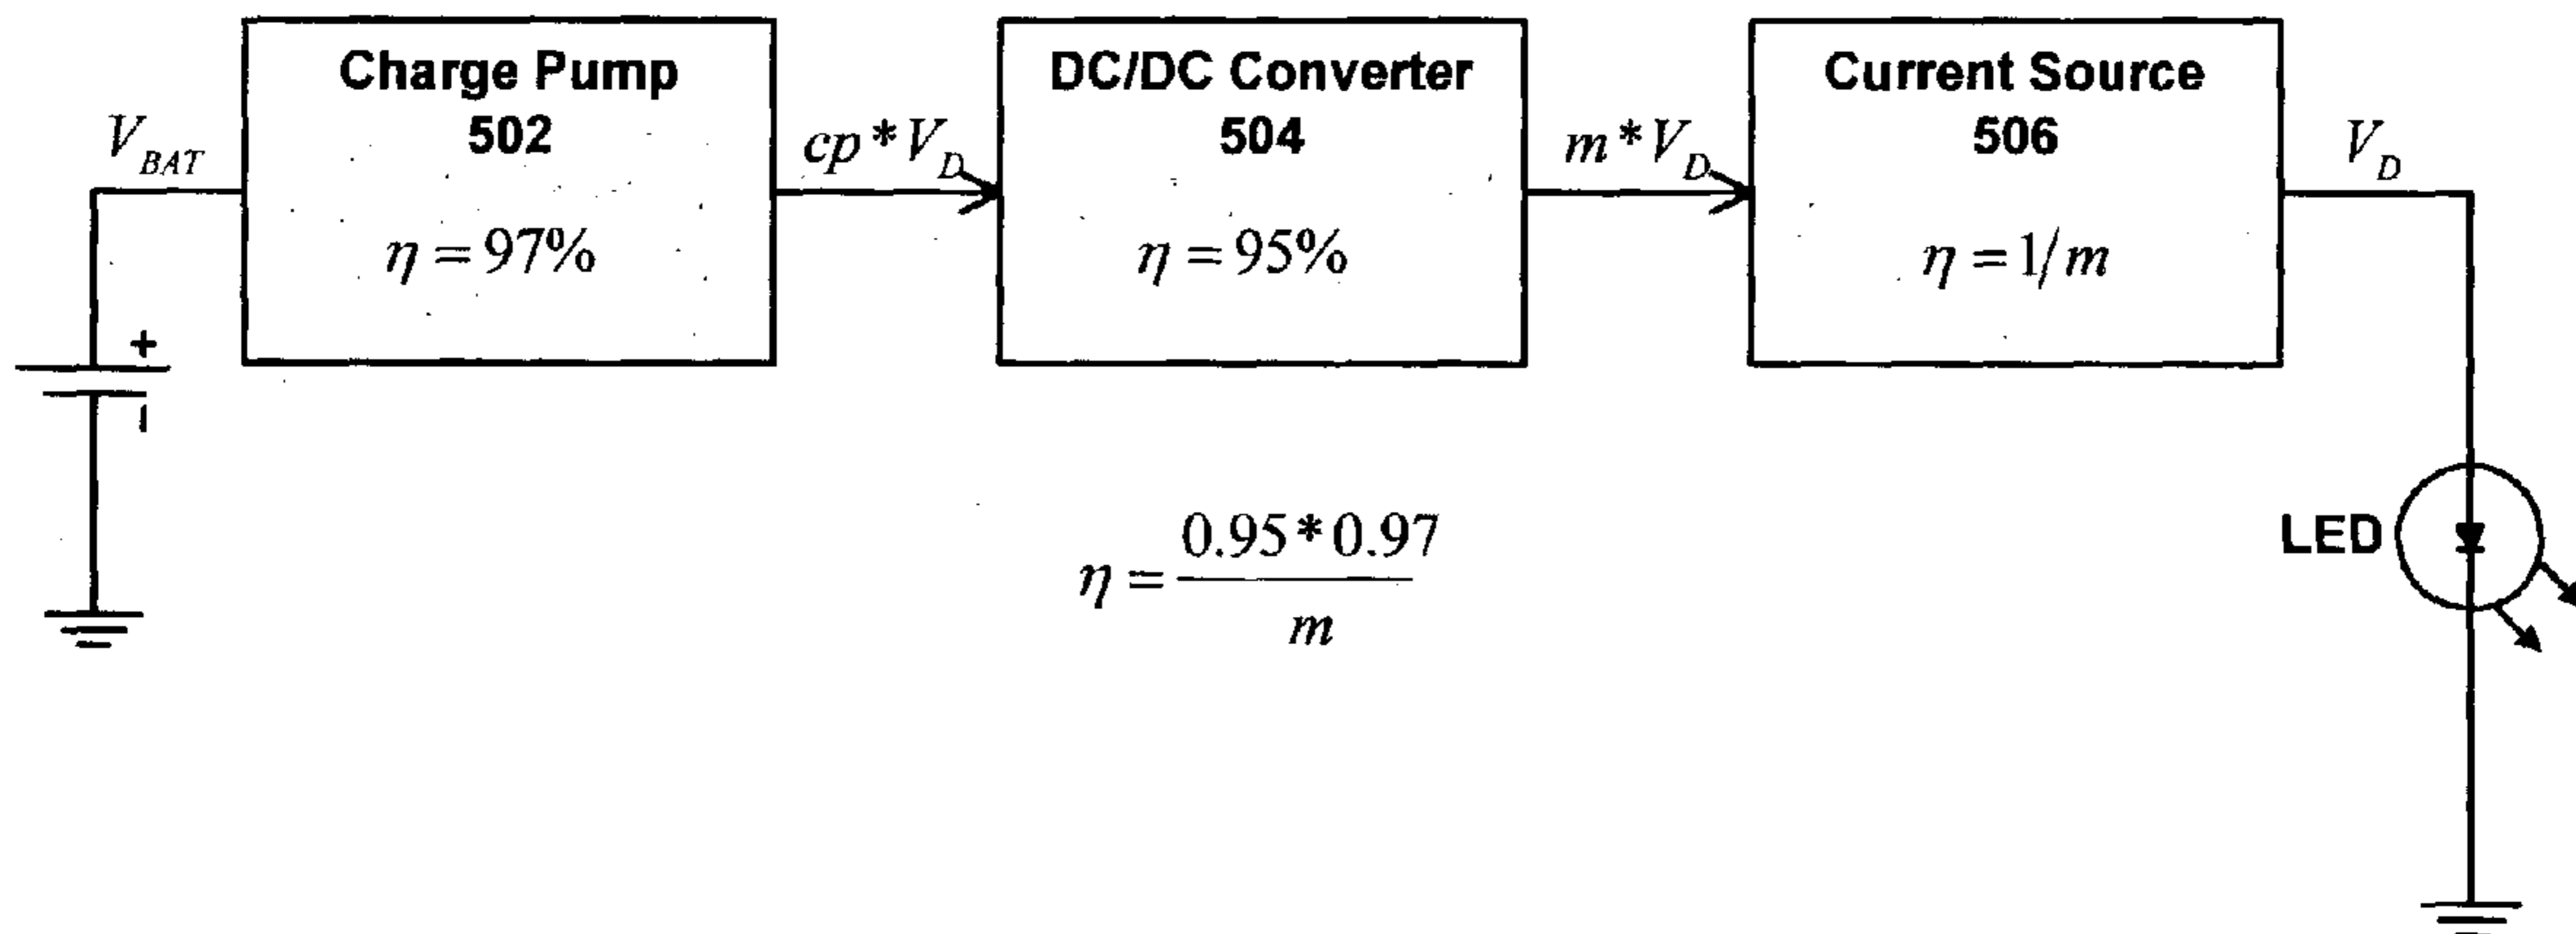 Charge Pump
502
η = 97%
DC/DC Converter
504
η = 95%
Current Source
506
η = 1/m
V_BAT
cp * V_D
m * V_D
V_D
+
−
LED
η = 0.95 * 0.97 / m